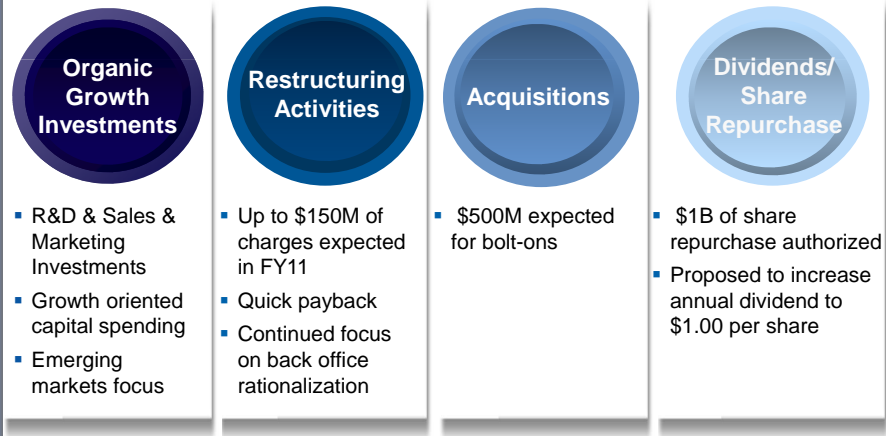 Organic
Growth
Investments
▪ R&D & Sales &
Marketing
Investments
▪ Growth oriented
capital spending
▪ Emerging
markets focus
Restructuring
Activities
▪ Up to $150M of
charges expected
in FY11
▪ Quick payback
▪ Continued focus
on back office
rationalization
Acquisitions
▪ $500M expected
for bolt-ons
Dividends/
Share
Repurchase
▪ $1B of share
repurchase authorized
▪ Proposed to increase
annual dividend to
$1.00 per share